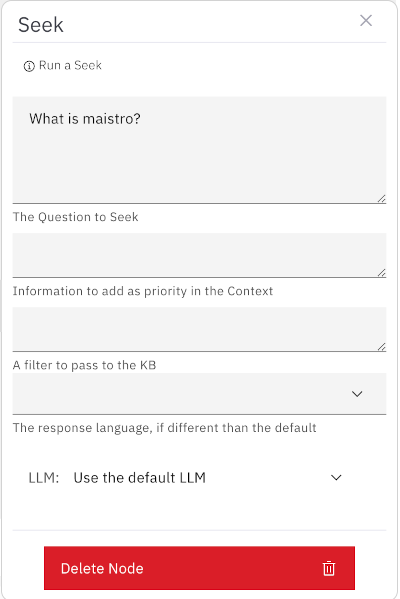 Seek
Run a Seek
What is maistro?
The Question to Seek
Information to add as priority in the Context
A filter to pass to the KB
The response language, if different than the default
LLM: Use the default LLM
Delete Node